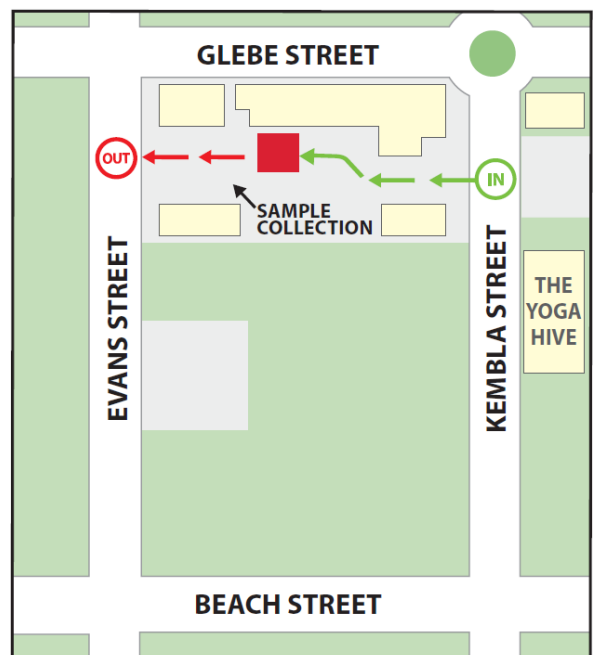 GLEBE STREET
OUT
IN
SAMPLE
COLLECTION
EVANS STREET
KEMBLA STREET
THE
YOGA
HIVE
BEACH STREET